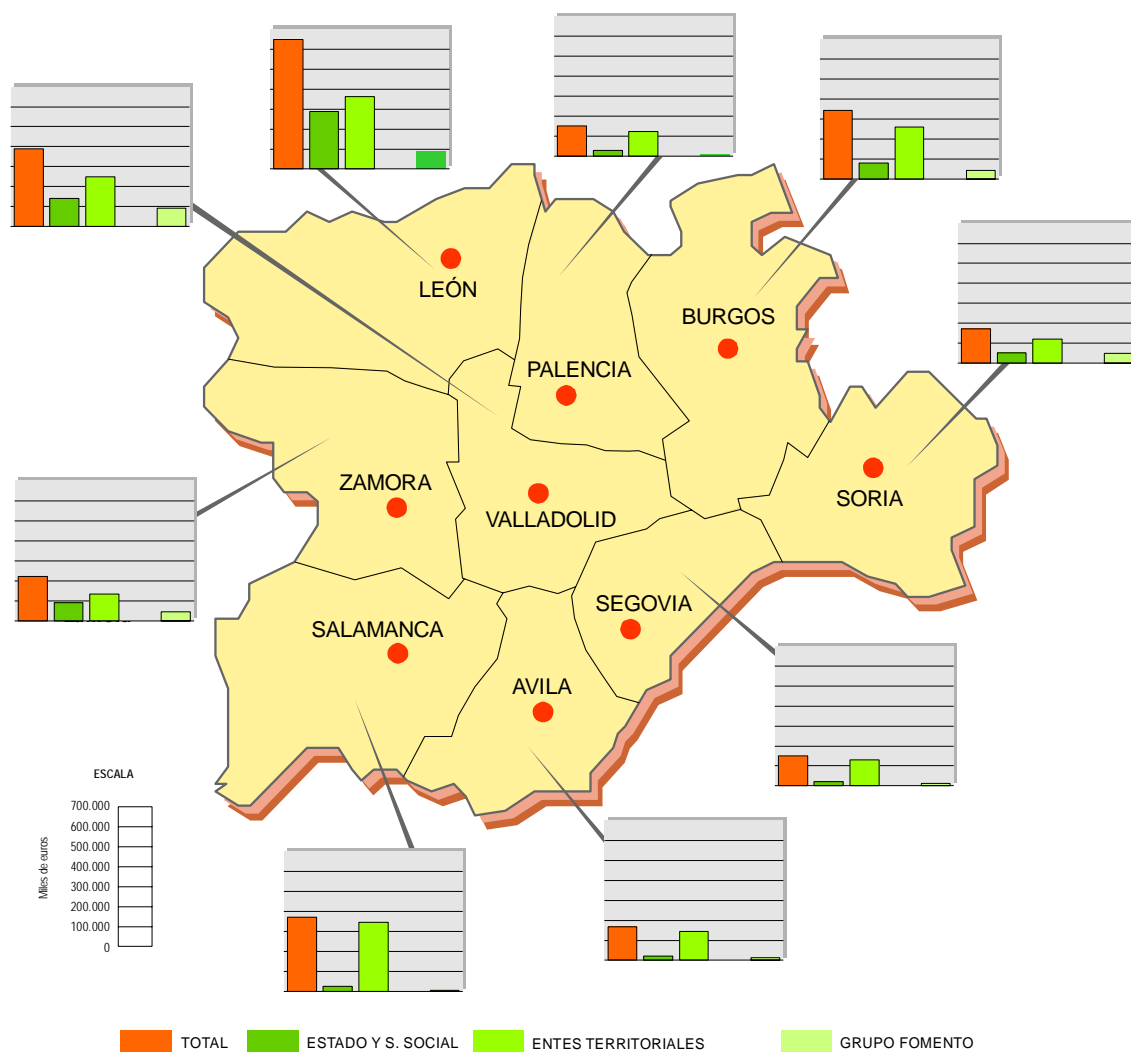 LEÓN
BURGOS
PALENCIA
ZAMORA
SORIA
VALLADOLID
SEGOVIA
SALAMANCA
AVILA
ESCALA
Miles de euros
700.000
600.000
500.000
400.000
300.000
200.000
100.000
0
TOTAL
ESTADO Y S. SOCIAL
ENTES TERRITORIALES
GRUPO FOMENTO